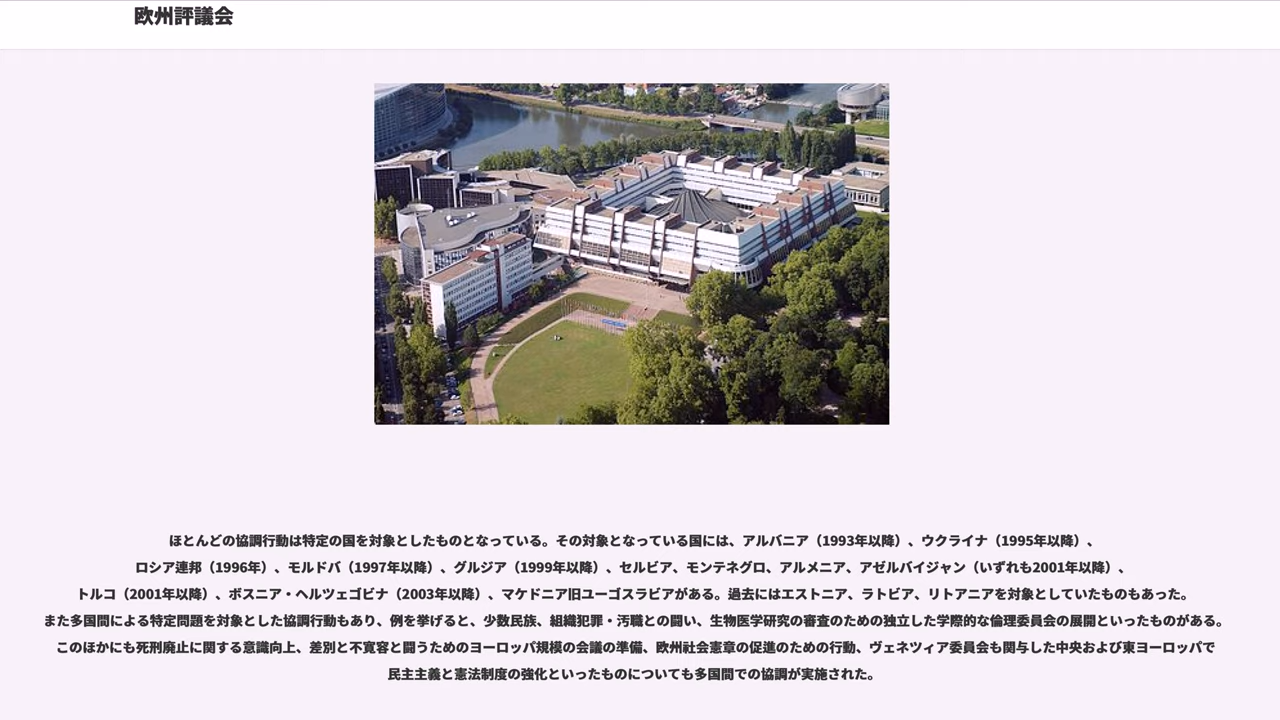 欧州評議会
ほとんどの協調行動は特定の国を対象としたものとなっている。その対象となっている国には、アルバニア（1993年以降）、ウクライナ（1995年以降）、
ロシア連邦（1996年）、モルドバ（1997年以降）、グルジア（1999年以降）、セルビア、モンテネグロ、アルメニア、アゼルバイジャン（いずれも2001年以降）、
トルコ（2001年以降）、ボスニア・ヘルツェゴビナ（2003年以降）、マケドニア旧ユーゴスラビアがある。過去にはエストニア、ラトビア、リトアニアを対象としていたものもあった。
また多国間による特定問題を対象とした協調行動もあり、例を挙げると、少数民族、組織犯罪・汚職との闘い、生物医学研究の審査のための独立した学際的な倫理委員会の展開といったものがある。
このほかにも死刑廃止に関する意識向上、差別と不寛容と闘うためのヨーロッパ規模の会議の準備、欧州社会憲章の促進のための行動、ヴェネツィア委員会も関与した中央および東ヨーロッパで
民主主義と憲法制度の強化といったものについても多国間での協調が実施された。